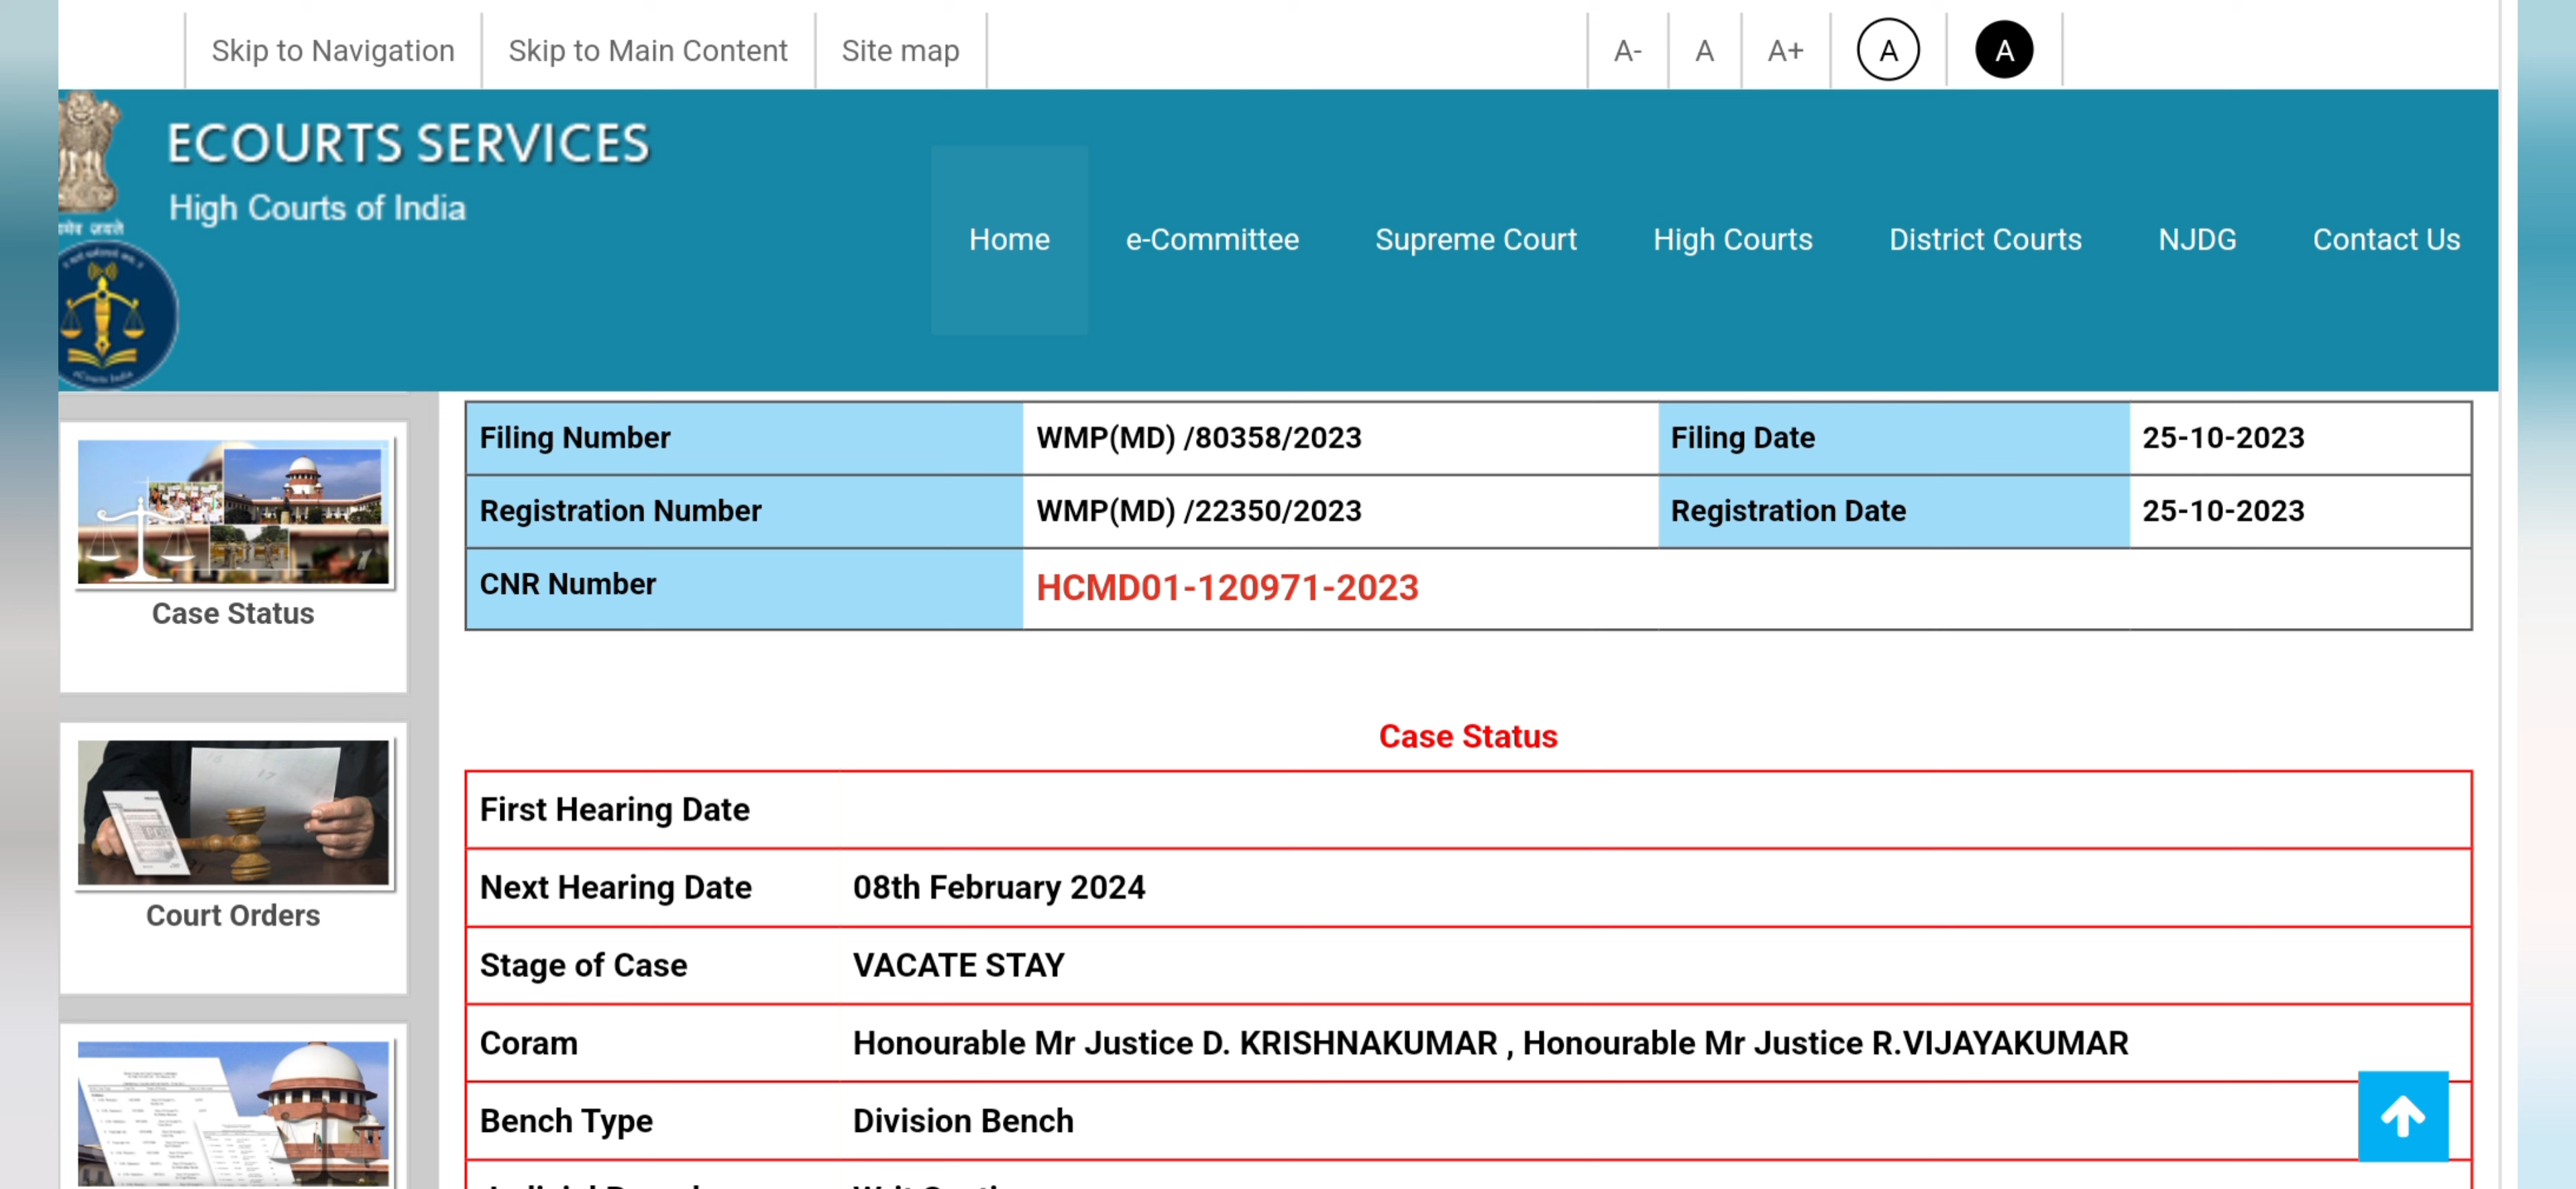 Skip to Navigation Skip to Main Content Site map A- A A+ A A
ECOURTS SERVICES
High Courts of India
Home e-Committee Supreme Court High Courts District Courts NJDG Contact Us
Filing Number WMP(MD) /80358/2023 Filing Date 25-10-2023
Registration Number WMP(MD) /22350/2023 Registration Date 25-10-2023
CNR Number HCMD01-120971-2023
Case Status
Case Status
First Hearing Date
Next Hearing Date 08th February 2024
Court Orders
Stage of Case VACATE STAY
Coram Honourable Mr Justice D. KRISHNAKUMAR , Honourable Mr Justice R.VIJAYAKUMAR
Bench Type Division Bench